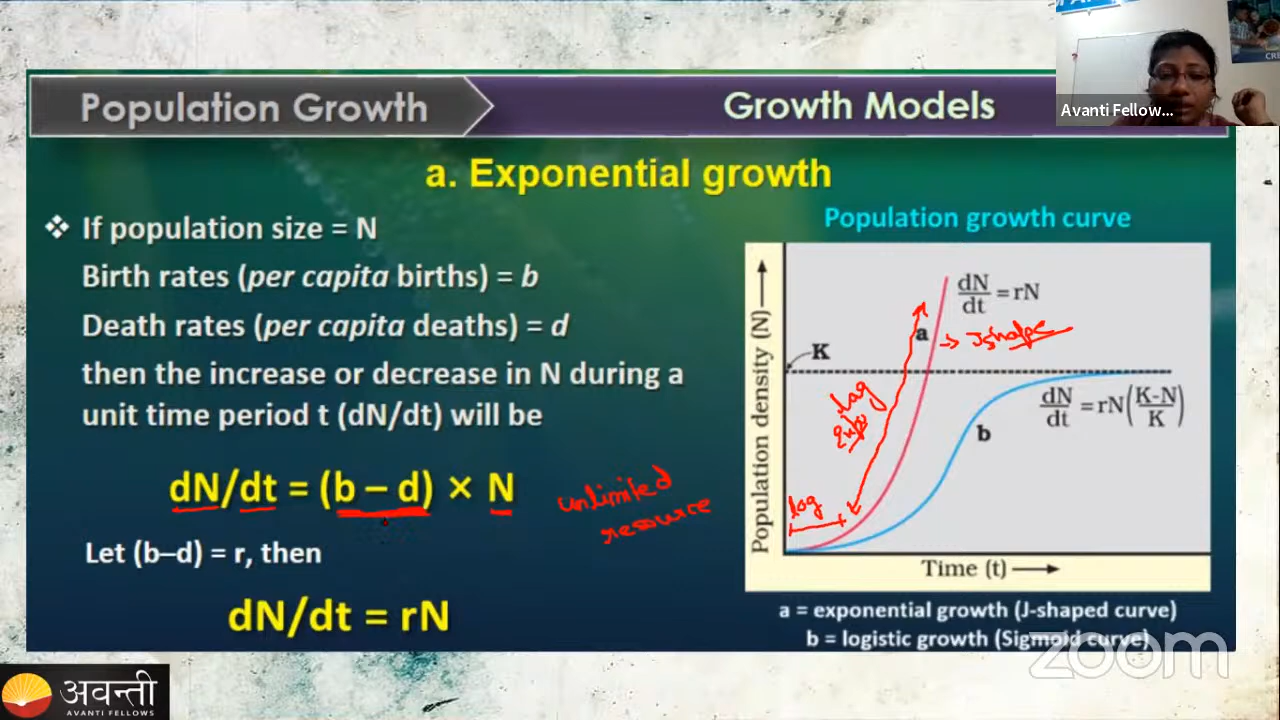 Avanti Fellow...
Population Growth
Growth Models
a. Exponential growth
❖ If population size = N
Birth rates (per capita births) = b
Death rates (per capita deaths) = d
then the increase or decrease in N during a
unit time period t (dN/dt) will be
dN/dt = (b – d) × N
unlimited
resource
Let (b–d) = r, then
dN/dt = rN
Population growth curve
Population density (N)
dN/dt = rN
a
→ J shape
K
dN/dt = rN(K-N/K)
b
lag
Exp
log
Time (t)
a = exponential growth (J-shaped curve)
b = logistic growth (Sigmoid curve)
zoom
अवन्ती
AVANTI FELLOWS